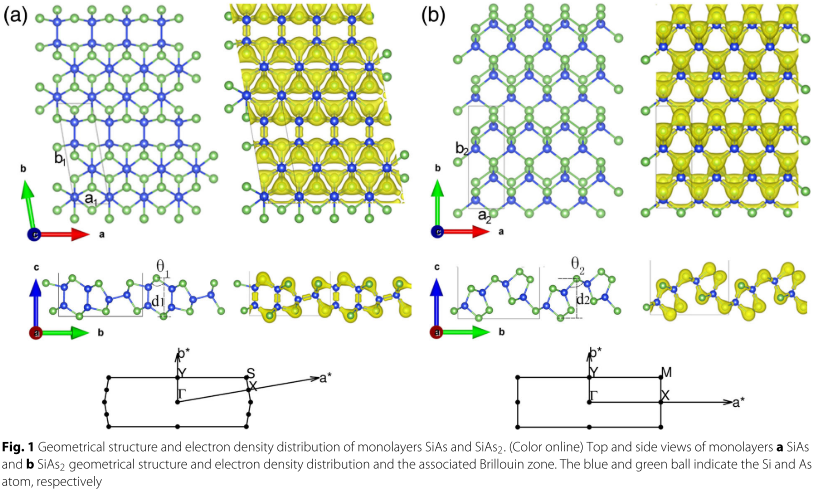 (a)
(b)
b₁
a₁
b
a
b₂
a₂
b
a
θ₁
d1
c
b
a
θ₂
d2
c
b
a
b*
Y
S
X
Γ
a*
b*
Y
M
Γ
X
a*
Fig. 1 Geometrical structure and electron density distribution of monolayers SiAs and SiAs₂. (Color online) Top and side views of monolayers a SiAs
and b SiAs₂ geometrical structure and electron density distribution and the associated Brillouin zone. The blue and green ball indicate the Si and As
atom, respectively